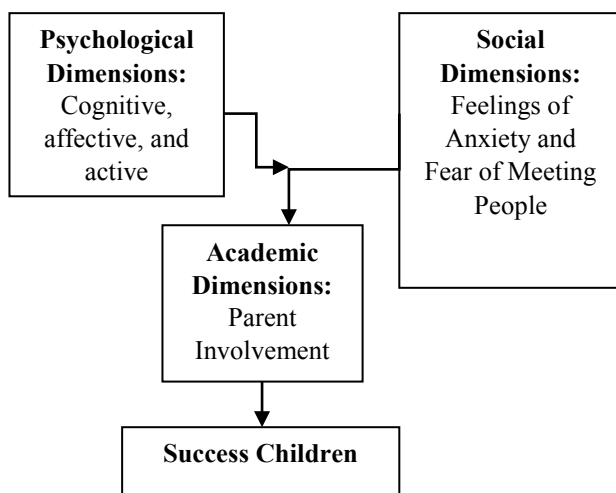 Psychological
Dimensions:
Cognitive,
affective, and
active
Social
Dimensions:
Feelings of
Anxiety and
Fear of Meeting
People
Academic
Dimensions:
Parent
Involvement
Success Children